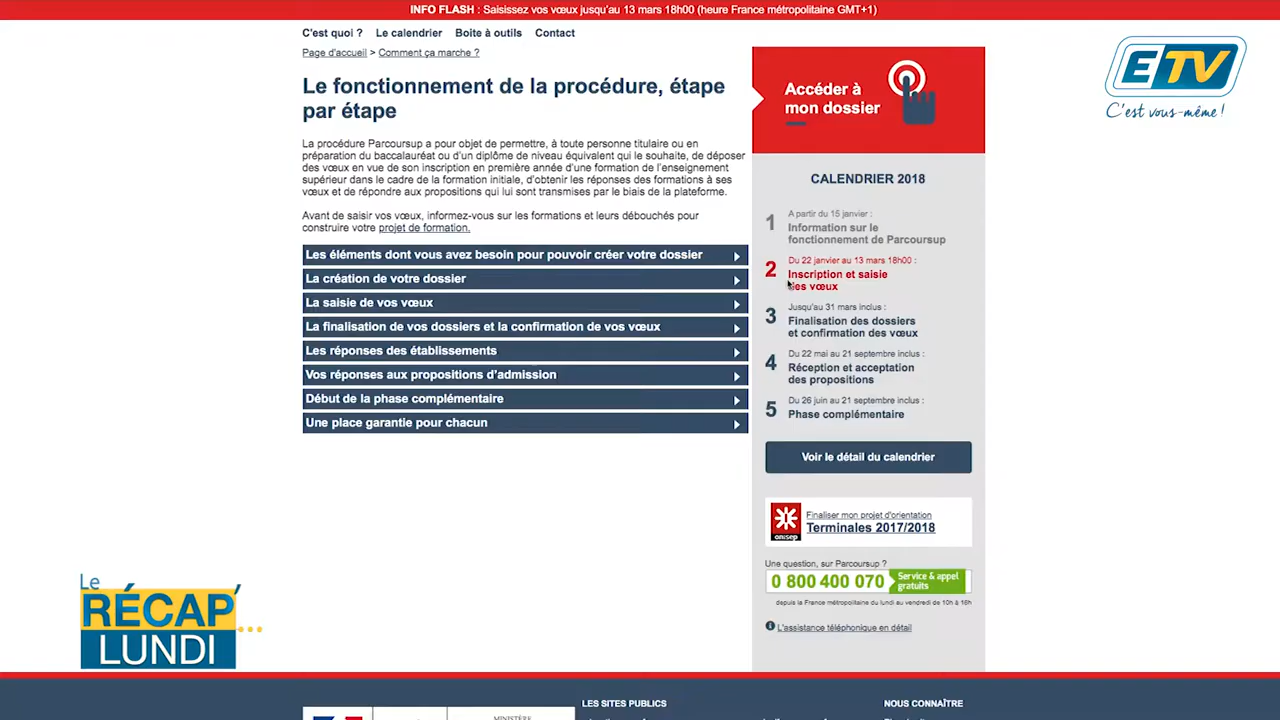 INFO FLASH : Saisissez vos vœux jusqu'au 13 mars 18h00 (heure France métropolitaine GMT+1)
C'est quoi ? Le calendrier Boite à outils Contact
Page d'accueil > Comment ça marche ?
Le fonctionnement de la procédure, étape
par étape
La procédure Parcoursup a pour objet de permettre, à toute personne titulaire ou en
préparation du baccalauréat ou d'un diplôme de niveau équivalent qui le souhaite, de déposer
des vœux en vue de son inscription en première année d'une formation de l'enseignement
supérieur dans le cadre de la formation initiale, d'obtenir les réponses des formations à ses
vœux et de répondre aux propositions qui lui sont transmises par le biais de la plateforme.
Avant de saisir vos vœux, informez-vous sur les formations et leurs débouchés pour
construire votre projet de formation.
Les éléments dont vous avez besoin pour pouvoir créer votre dossier
La création de votre dossier
La saisie de vos vœux
La finalisation de vos dossiers et la confirmation de vos vœux
Les réponses des établissements
Vos réponses aux propositions d'admission
Début de la phase complémentaire
Une place garantie pour chacun
Accéder à
mon dossier
CALENDRIER 2018
1 A partir du 15 janvier :
Information sur le
fonctionnement de Parcoursup
2 Du 22 janvier au 13 mars 18h00 :
Inscription et saisie
des vœux
3 Jusqu'au 31 mars inclus :
Finalisation des dossiers
et confirmation des vœux
4 Du 22 mai au 21 septembre inclus :
Réception et acceptation
des propositions
5 Du 26 juin au 21 septembre inclus :
Phase complémentaire
Voir le détail du calendrier
onisep
Finaliser mon projet d'orientation
Terminales 2017/2018
Une question, sur Parcoursup ?
0 800 400 070 Service & appel
gratuits
depuis la France métropolitaine du lundi au vendredi de 10h à 16h
L'assistance téléphonique en détail
ETV
C'est vous-même !
Le
RÉCAP'
LUNDI...
LES SITES PUBLICS
NOUS CONNAÎTRE
MINISTÈRE